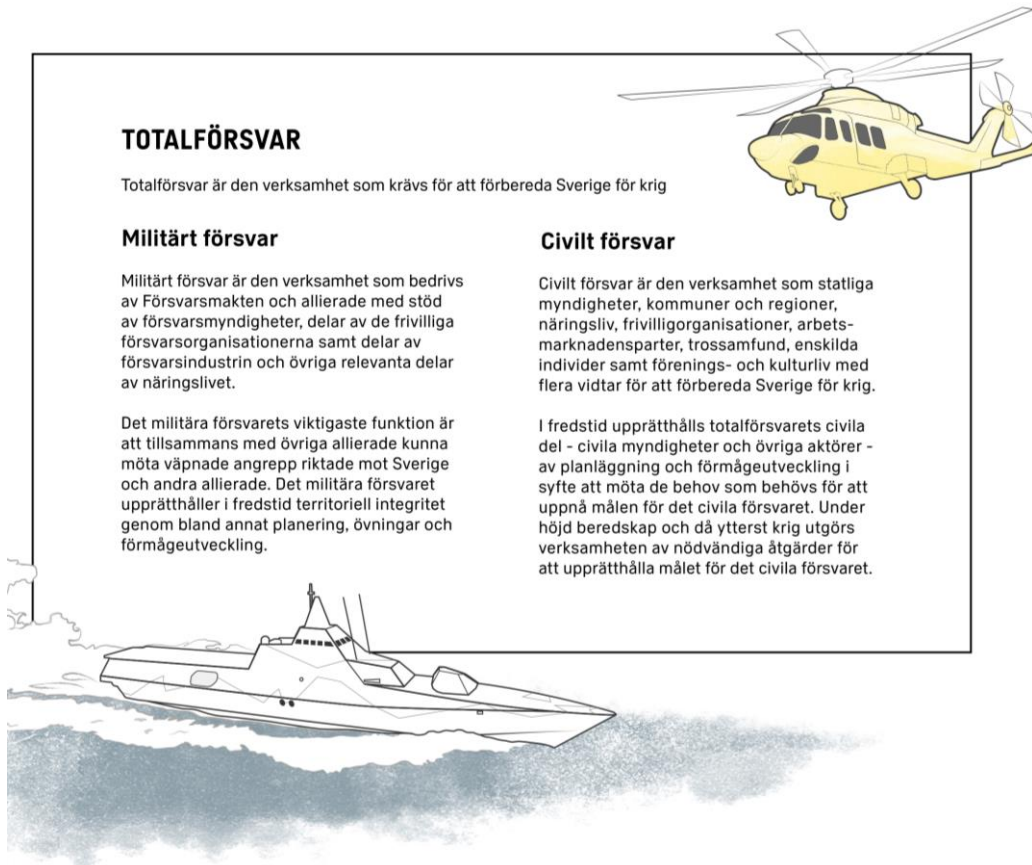 TOTALFÖRSVAR
Totalförsvar är den verksamhet som krävs för att förbereda Sverige för krig
Militärt försvar
Militärt försvar är den verksamhet som bedrivs
av Försvarsmakten och allierade med stöd
av försvarsmyndigheter, delar av de frivilliga
försvarsorganisationerna samt delar av
försvarsindustrin och övriga relevanta delar
av näringslivet.
Det militära försvarets viktigaste funktion är
att tillsammans med övriga allierade kunna
möta väpnade angrepp riktade mot Sverige
och andra allierade. Det militära försvaret
upprätthåller i fredstid territoriell integritet
genom bland annat planering, övningar och
förmågeutveckling.
Civilt försvar
Civilt försvar är den verksamhet som statliga
myndigheter, kommuner och regioner,
näringsliv, frivilligorganisationer, arbets-
marknadensparter, trossamfund, enskilda
individer samt förenings- och kulturliv med
flera vidtar för att förbereda Sverige för krig.
I fredstid upprätthålls totalförsvarets civila
del - civila myndigheter och övriga aktörer -
av planläggning och förmågeutveckling i
syfte att möta de behov som behövs för att
uppnå målen för det civila försvaret. Under
höjd beredskap och då ytterst krig utgörs
verksamheten av nödvändiga åtgärder för
att upprätthålla målet för det civila försvaret.